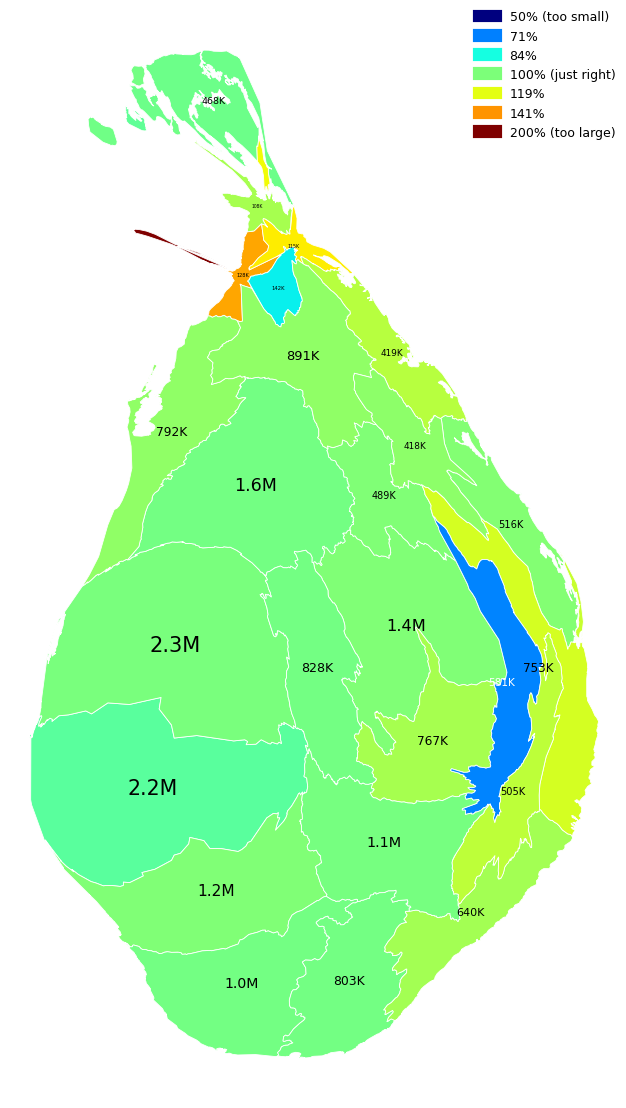 50% (too small)
71%
84%
100% (just right)
119%
141%
200% (too large)
468K
108K
115K
128K
142K
891K
419K
792K
418K
1.6M
489K
516K
1.4M
2.3M
828K
753K
591K
767K
2.2M
505K
1.1M
1.2M
640K
1.0M
803K